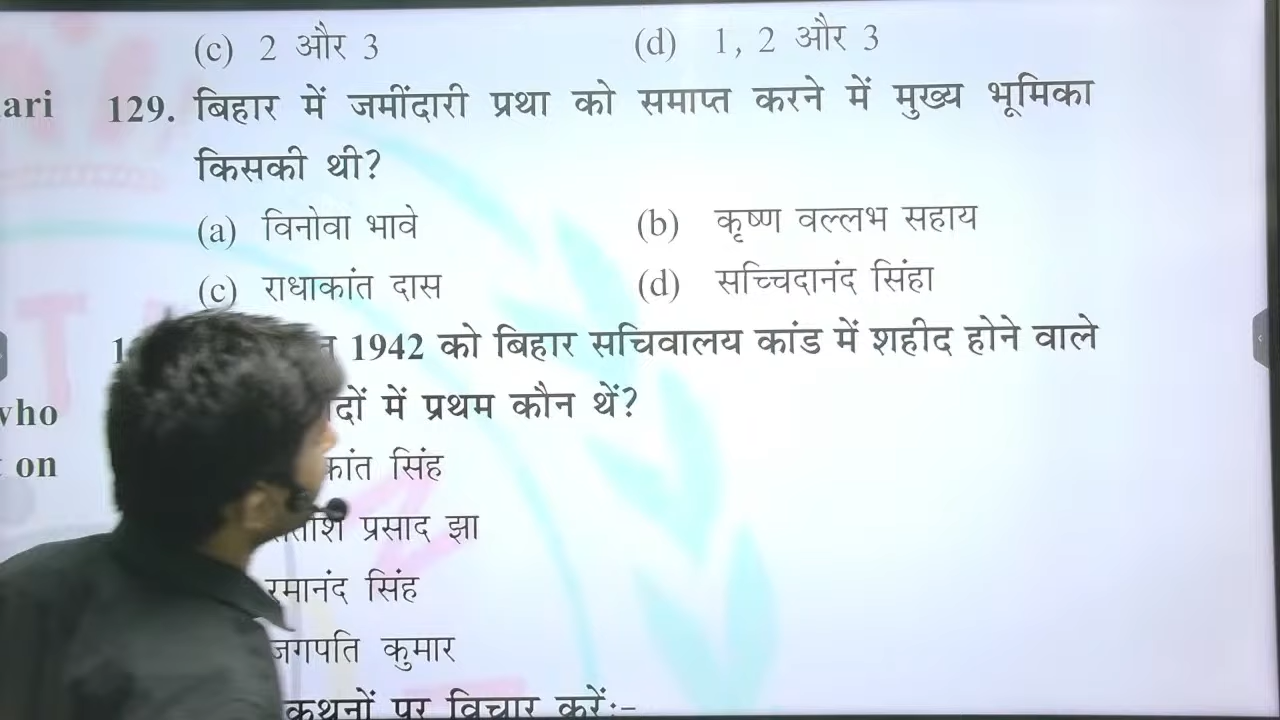 (c) 2 और 3 (d) 1, 2 और 3
ari 129. बिहार में जमींदारी प्रथा को समाप्त करने में मुख्य भूमिका
किसकी थी?
(a) विनोवा भावे (b) कृष्ण वल्लभ सहाय
(c) राधाकांत दास (d) सच्चिदानंद सिंहा
1942 को बिहार सचिवालय कांड में शहीद होने वाले
who में प्रथम कौन थें?
on सिंह
प्रसाद झा
रमानंद सिंह
जगपति कुमार
कथनों पर विचार करें:-